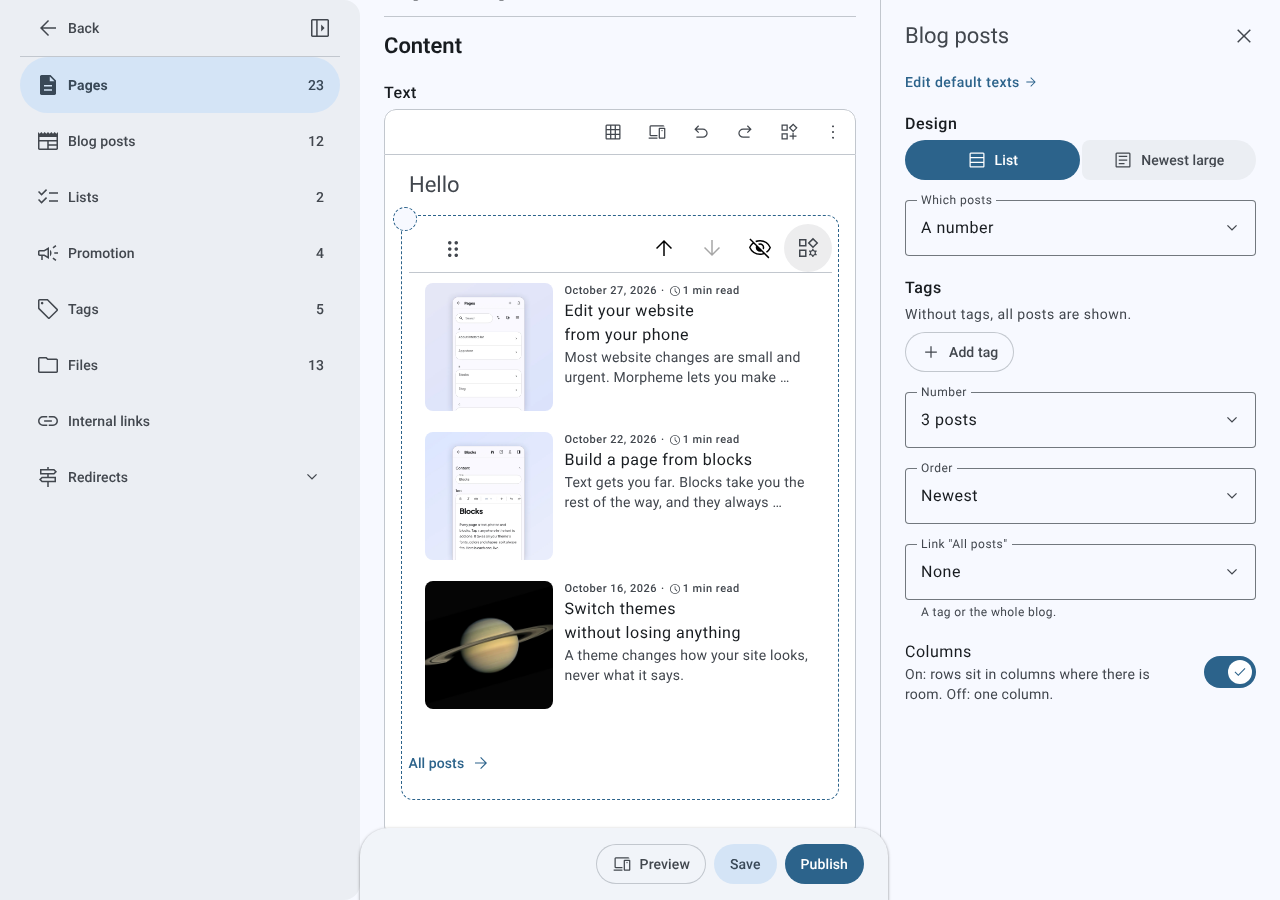 Back
Pages 23
Blog posts 12
Lists 2
Promotion 4
Tags 5
Files 13
Internal links
Redirects
Content
Text
Hello
October 27, 2026 · 1 min read
Edit your website
from your phone
Most website changes are small and
urgent. Morpheme lets you make …
Pages
October 22, 2026 · 1 min read
Build a page from blocks
Text gets you far. Blocks take you the
rest of the way, and they always …
Blocks
Content
Blocks
Blocks
October 16, 2026 · 1 min read
Switch themes
without losing anything
A theme changes how your site looks,
never what it says.
All posts
Preview
Save
Publish
Blog posts
Edit default texts
Design
List
Newest large
Which posts
A number
Tags
Without tags, all posts are shown.
Add tag
Number
3 posts
Order
Newest
Link "All posts"
None
A tag or the whole blog.
Columns
On: rows sit in columns where there is
room. Off: one column.